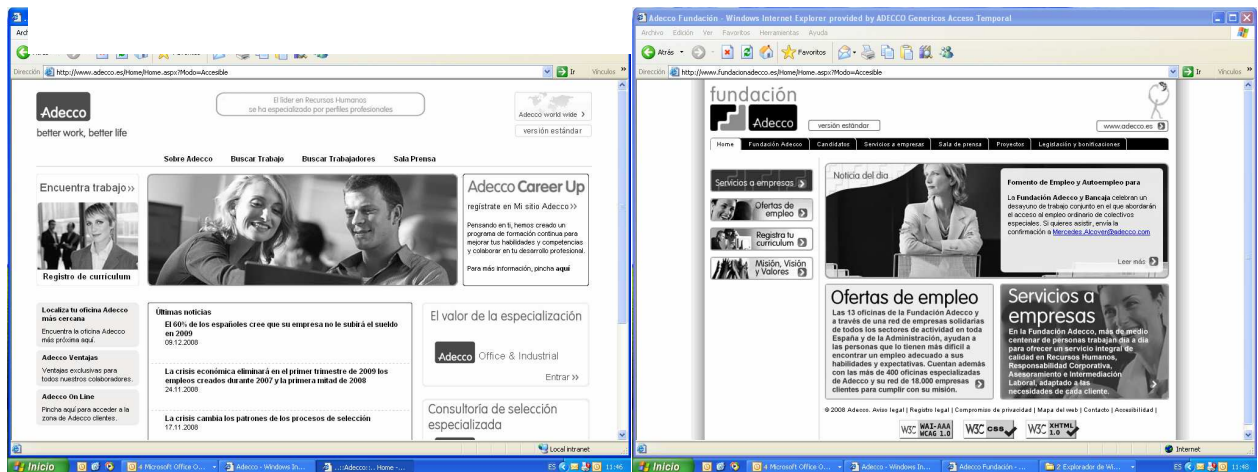 Dirección
http://www.adecco.es/Home/Home.aspx?Modo=Accesible
Ir
Vínculos
Adecco
better work, better life
El líder en Recursos Humanos
se ha especializado por perfiles profesionales
Adecco world wide
versión estándar
Sobre Adecco Buscar Trabajo Buscar Trabajadores Sala Prensa
Encuentra trabajo»
Registro de currículum
Adecco Career Up
regístrate en Mi sitio Adecco»
Pensando en ti, hemos creado un
programa de formación continua para
mejorar tus habilidades y competencias
y colaborar en tu desarrollo profesional.
Para más información, pincha aquí
Localiza tu oficina Adecco
más cercana
Encuentra la oficina Adecco
más próxima aquí.
Adecco Ventajas
Ventajas exclusivas para
todos nuestros colaboradores.
Adecco On Line
Pincha aquí para acceder a la
zona de Adecco clientes.
Últimas noticias
El 60% de los españoles cree que su empresa no le subirá el sueldo
en 2009
09.12.2008
La crisis económica eliminará en el primer trimestre de 2009 los
empleos creados durante 2007 y la primera mitad de 2008
24.11.2008
La crisis cambia los patrones de los procesos de selección
17.11.2008
El valor de la especialización
Adecco Office & Industrial
Entrar »
Consultoría de selección
especializada
Local intranet
Inicio
4 Microsoft Office O...
Adecco - Windows In...
..::Adecco::.. Home -...
ES
11:46
Adecco Fundación - Windows Internet Explorer provided by ADECCO Genericos Acceso Temporal
Archivo Edición Ver Favoritos Herramientas Ayuda
Atrás
Favoritos
Dirección
http://www.fundacionadecco.es/Home/Home.aspx?Modo=Accesible
Ir
Vínculos
fundación
Adecco
versión estándar
www.adecco.es
Home Fundación Adecco Candidatos Servicios a empresas Sala de prensa Proyectos Legislación y bonificaciones
Servicios a empresas
Ofertas de
empleo
Registra tu
curriculum
Misión, Visión
y Valores
Noticia del día
Fomento de Empleo y Autoempleo para
La Fundación Adecco y Bancaja celebran un
desayuno de trabajo conjunto en el que abordarán
el acceso al empleo ordinario de colectivos
especiales. Si quieres asistir, envía la
confirmación a Mercedes.Alcover@adecco.com
Leer más
Ofertas de empleo
Las 13 oficinas de la Fundación Adecco y
a través de una red de empresas solidarias
de todos los sectores de actividad en toda
España y de la Administración, ayudan a
las personas que lo tienen más difícil a
encontrar un empleo adecuado a sus
habilidades y expectativas. Cuentan además
con las más de 400 oficinas especializadas
de Adecco y su red de 18.000 empresas
clientes para cumplir con su misión.
Servicios a
empresas
En la Fundación Adecco, más de medio
centenar de personas trabajan día a día
para ofrecer un servicio integral de
calidad en Recursos Humanos,
Responsabilidad Corporativa,
Asesoramiento e Intermediación
Laboral, adaptado a las
necesidades de cada cliente.
© 2008 Adecco. Aviso legal | Registro legal | Compromiso de privacidad | Mapa del web | Contacto | Accesibilidad |
W3C WAI-AAA WCAG 1.0
W3C css
W3C XHTML 1.0
Internet
Inicio
4 Microsoft Office O...
Adecco - Windows In...
Adecco Fundación - ...
2 Explorador de Wi...
ES
11:45